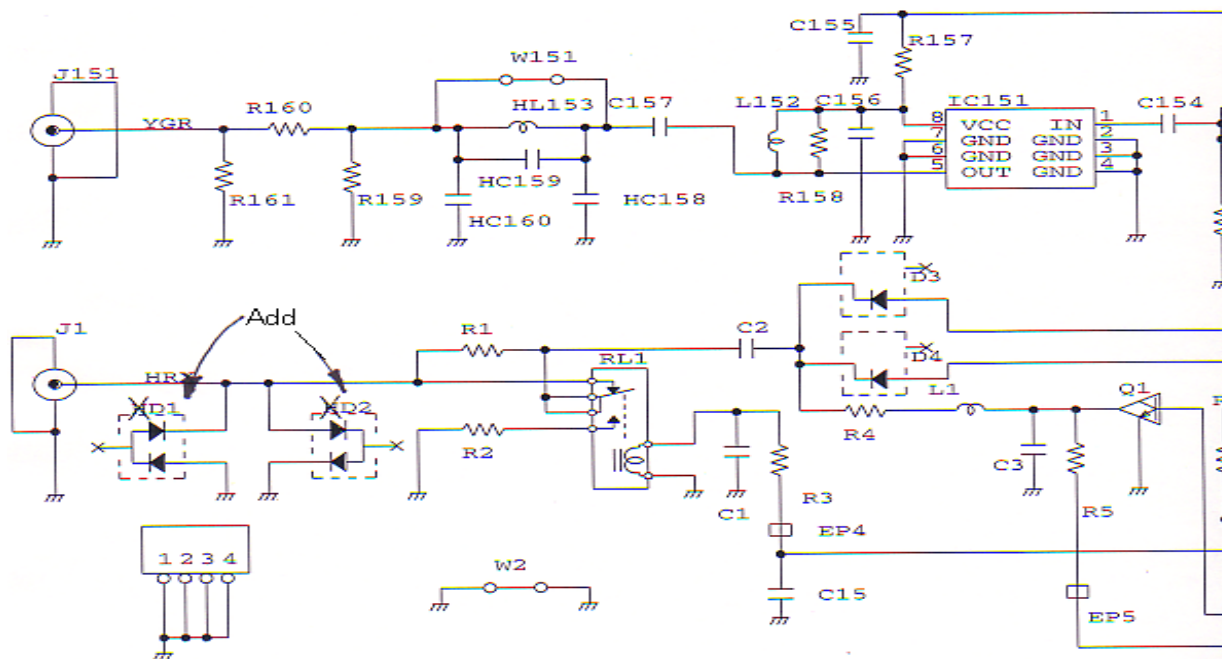 C155
R157
W151
J151
R160
HL153
C157
L152
C156
IC151
C154
YGR
8
VCC
IN
1
7
GND
GND
2
6
GND
GND
3
5
OUT
GND
4
R161
R159
HC159
HC160
HC158
R158
D3
Add
J1
R1
C2
RL1
D4
HD1
HD2
L1
Q1
R2
R4
C3
C1
R3
R5
EP4
1 2 3 4
W2
C15
EP5